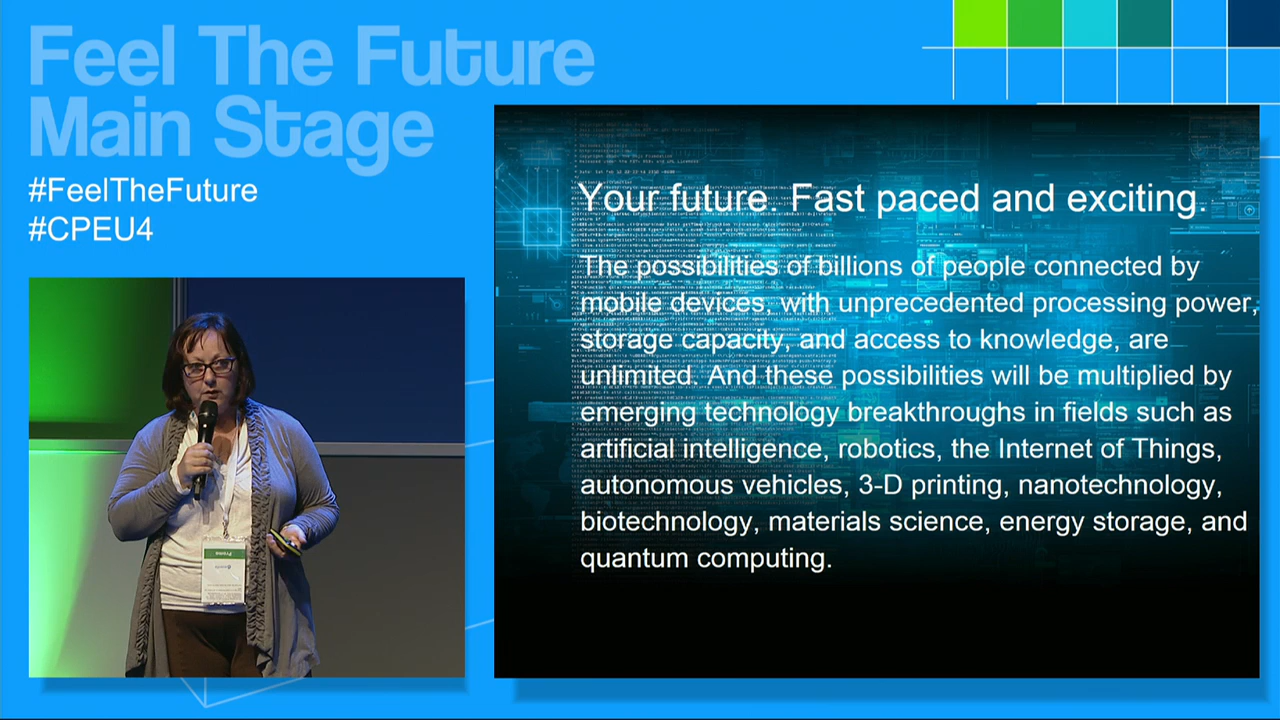 Feel The Future
Main Stage
#FeelTheFuture
#CPEU4
Your future. Fast paced and exciting.
The possibilities of billions of people connected by
mobile devices, with unprecedented processing power,
storage capacity, and access to knowledge, are
unlimited. And these possibilities will be multiplied by
emerging technology breakthroughs in fields such as
artificial intelligence, robotics, the Internet of Things,
autonomous vehicles, 3-D printing, nanotechnology,
biotechnology, materials science, energy storage, and
quantum computing.